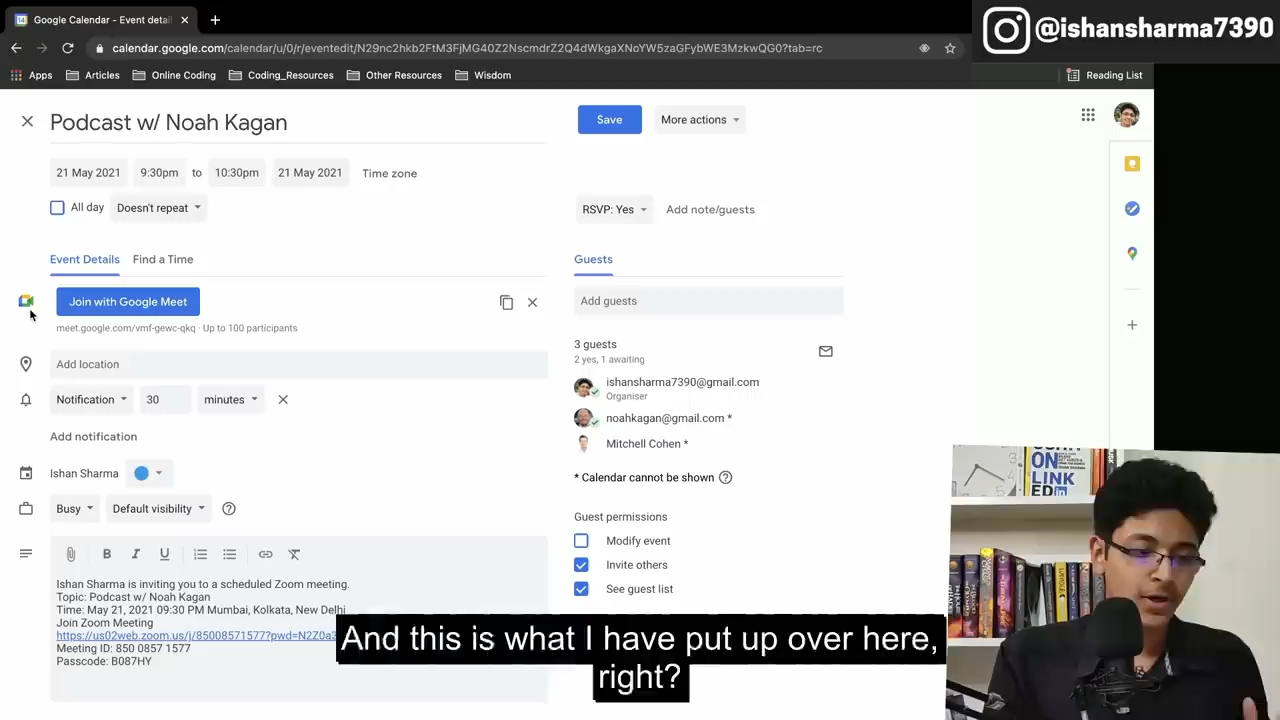 Google Calendar - Event detail
@ishansharma7390
calendar.google.com/calendar/u/0/r/eventedit/N29nc2hkb2FtM3FjMG40Z2NscmdrZ2Q4dWkgaXNoYW5zaGFybWE3MzkwQG0?tab=rc
Apps
Articles
Online Coding
Coding_Resources
Other Resources
Wisdom
Reading List
Podcast w/ Noah Kagan
Save
More actions
21 May 2021
9:30pm
to
10:30pm
21 May 2021
Time zone
All day
Doesn't repeat
RSVP: Yes
Add note/guests
Event Details
Find a Time
Guests
Join with Google Meet
meet.google.com/vmf-gewc-qkq · Up to 100 participants
Add guests
Add location
3 guests
2 yes, 1 awaiting
ishansharma7390@gmail.com
Organiser
Notification
30
minutes
noahkagan@gmail.com *
Add notification
Mitchell Cohen *
Ishan Sharma
* Calendar cannot be shown
Busy
Default visibility
Guest permissions
Modify event
Invite others
See guest list
B
I
U
Ishan Sharma is inviting you to a scheduled Zoom meeting.
Topic: Podcast w/ Noah Kagan
Time: May 21, 2021 09:30 PM Mumbai, Kolkata, New Delhi
Join Zoom Meeting
Meeting ID: 850 0857 1577
Passcode: B087HY
ON
LINK
ED in
And this is what I have put up over here,
right?